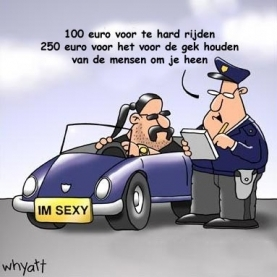 100 euro voor te hard rijden
250 euro voor het voor de gek houden
van de mensen om je heen
IM SEXY
whyatt